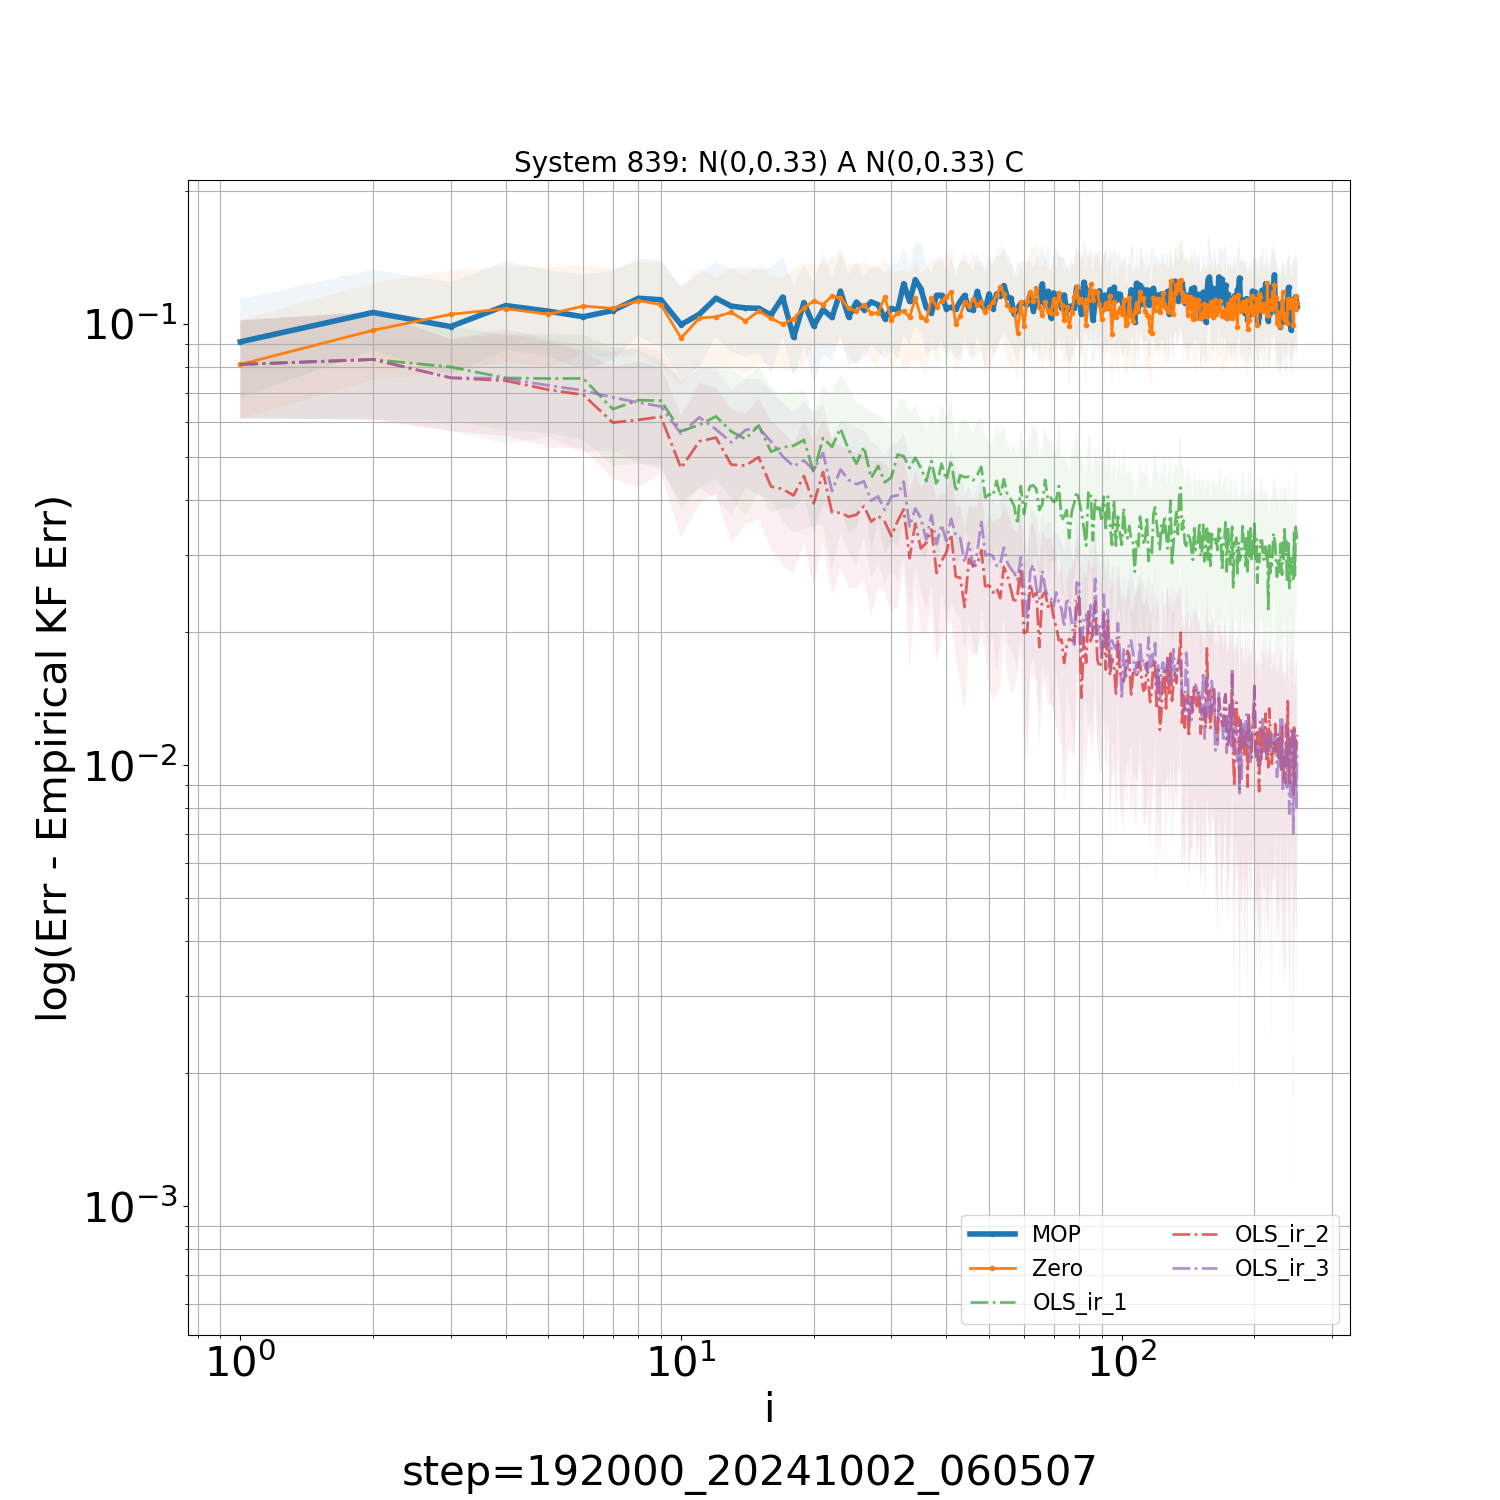 System 839: N(0,0.33) A N(0,0.33) C
log(Err - Empirical KF Err)
10⁻¹
10⁻²
10⁻³
10⁰ 10¹ 10²
i
MOP
Zero
OLS_ir_1
OLS_ir_2
OLS_ir_3
step=192000_20241002_060507